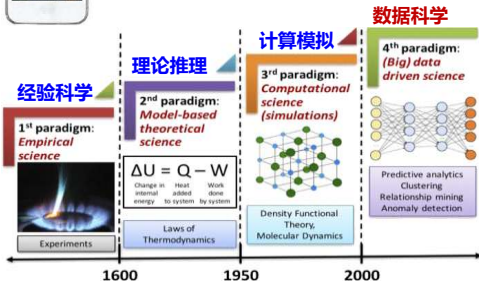 经验科学
1st paradigm:
Empirical
science
Experiments
理论推理
2nd paradigm:
Model-based
theoretical
science
ΔU = Q – W
Change in internal energy
Heat added to system
Work done by system
Laws of
Thermodynamics
计算模拟
3rd paradigm:
Computational
science
(simulations)
Density Functional
Theory,
Molecular Dynamics
数据科学
4th paradigm:
(Big) data
driven science
Predictive analytics
Clustering
Relationship mining
Anomaly detection
1600
1950
2000